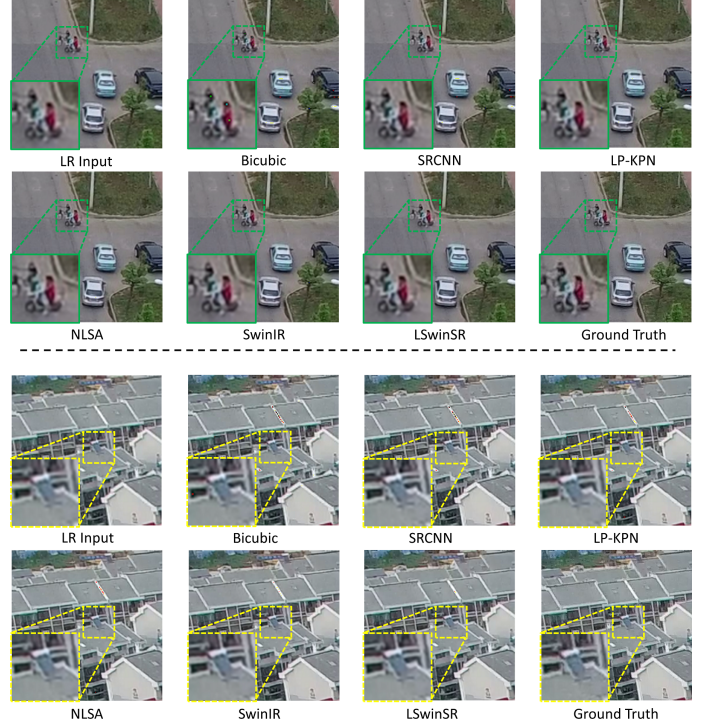 LR Input Bicubic SRCNN LP-KPN
NLSA SwinIR LSwinSR Ground Truth
LR Input Bicubic SRCNN LP-KPN
NLSA SwinIR LSwinSR Ground Truth